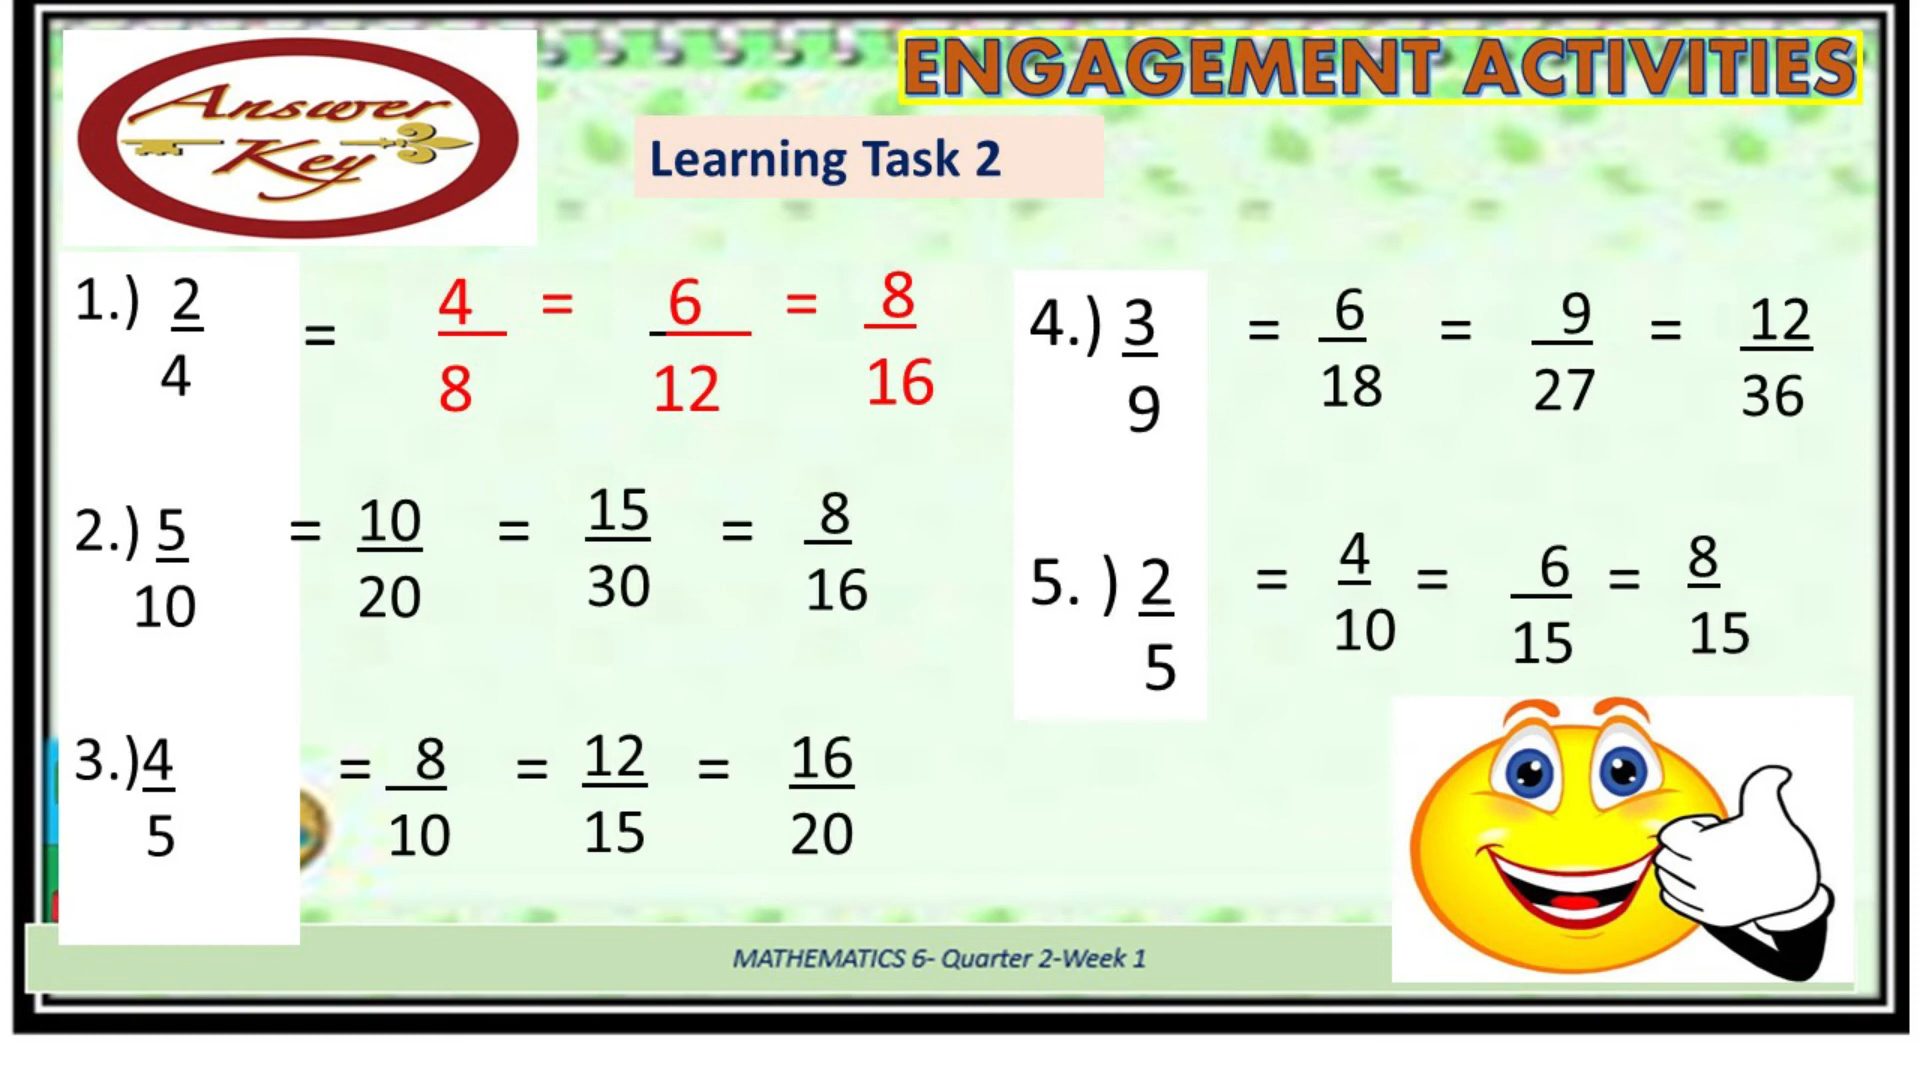 Answer
Key
ENGAGEMENT ACTIVITIES
Learning Task 2
1.) 2/4 = 4/8 = 6/12 = 8/16
2.) 5/10 = 10/20 = 15/30 = 8/16
3.) 4/5 = 8/10 = 12/15 = 16/20
4.) 3/9 = 6/18 = 9/27 = 12/36
5. ) 2/5 = 4/10 = 6/15 = 8/15
MATHEMATICS 6- Quarter 2-Week 1